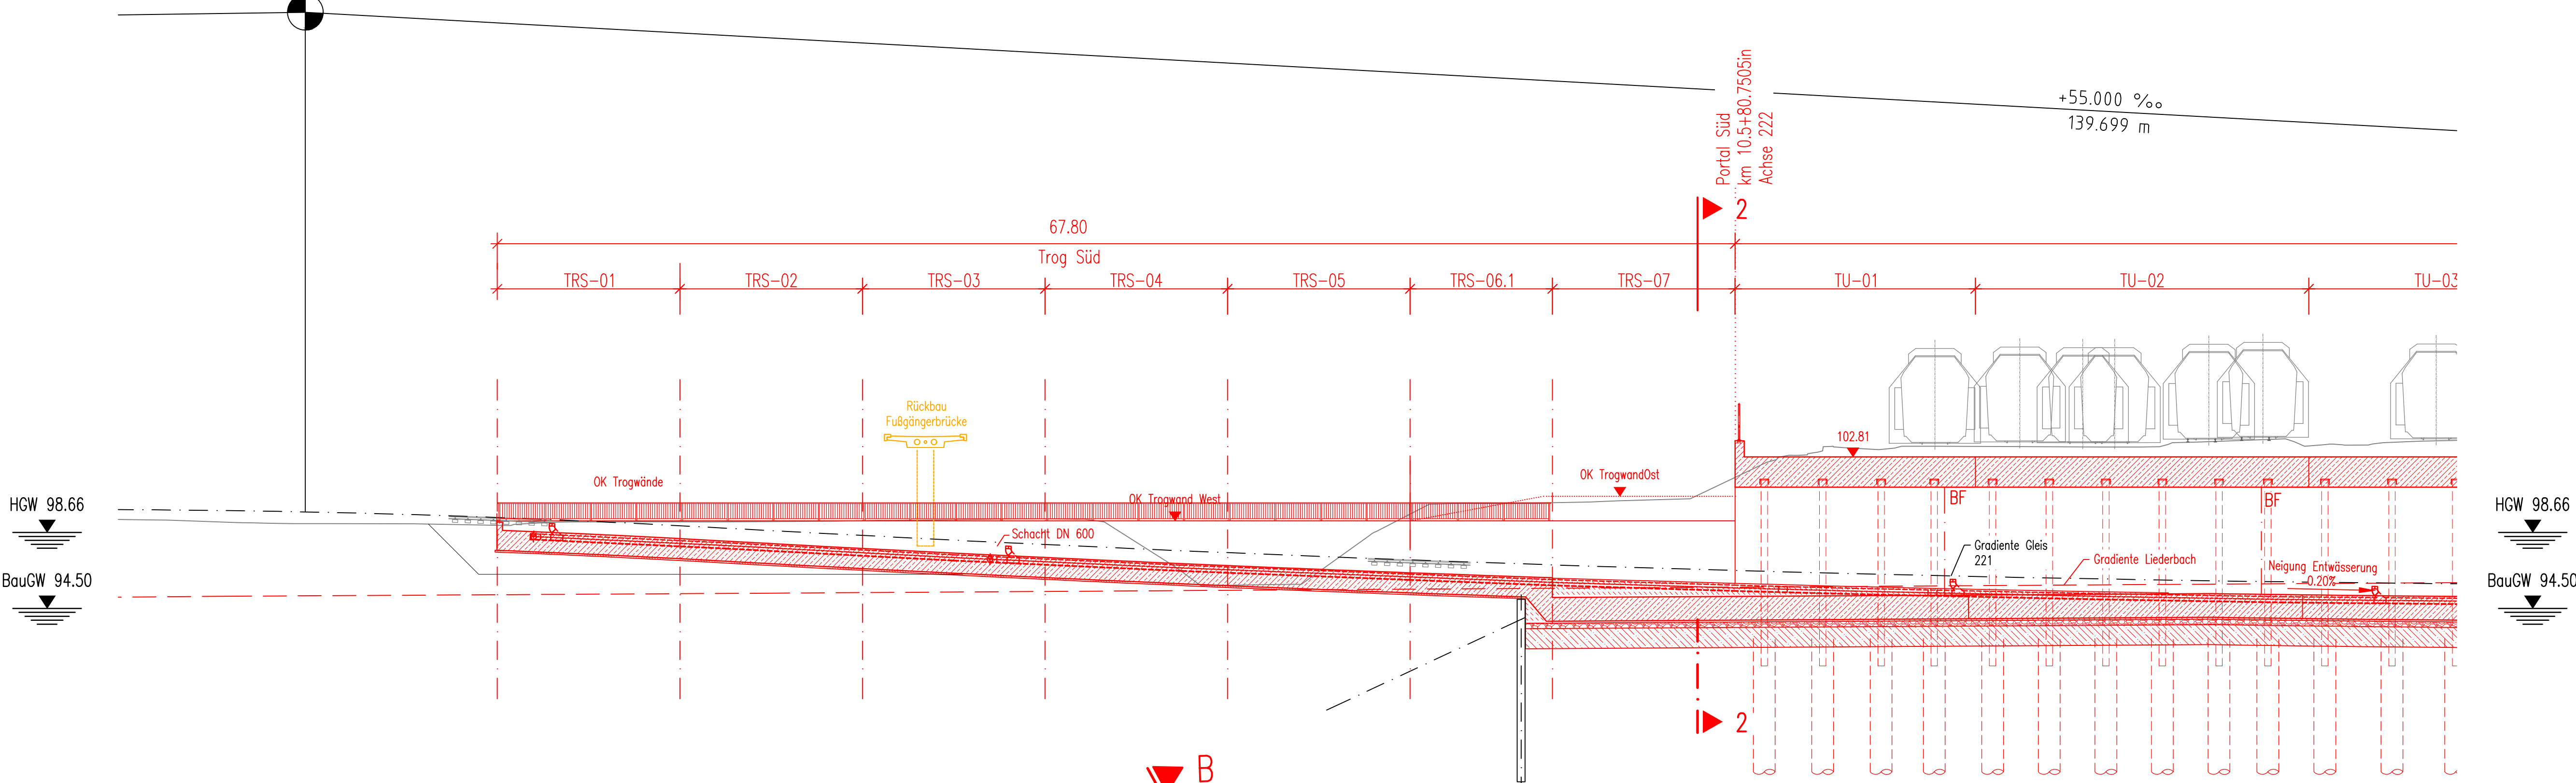 +55.000 ‰
139.699 m
Portal Süd
km 10.5+80.7505in
Achse 222
2
67.80
Trog Süd
TRS-01
TRS-02
TRS-03
TRS-04
TRS-05
TRS-06.1
TRS-07
TU-01
TU-02
TU-03
Rückbau
Fußgängerbrücke
102.81
OK Trogwände
OK TrogwandOst
OK Trogwand West
BF
BF
HGW 98.66
HGW 98.66
Schacht DN 600
Gradiente Gleis
221
Gradiente Liederbach
Neigung Entwässerung
0.20%
BauGW 94.50
BauGW 94.50
2
B